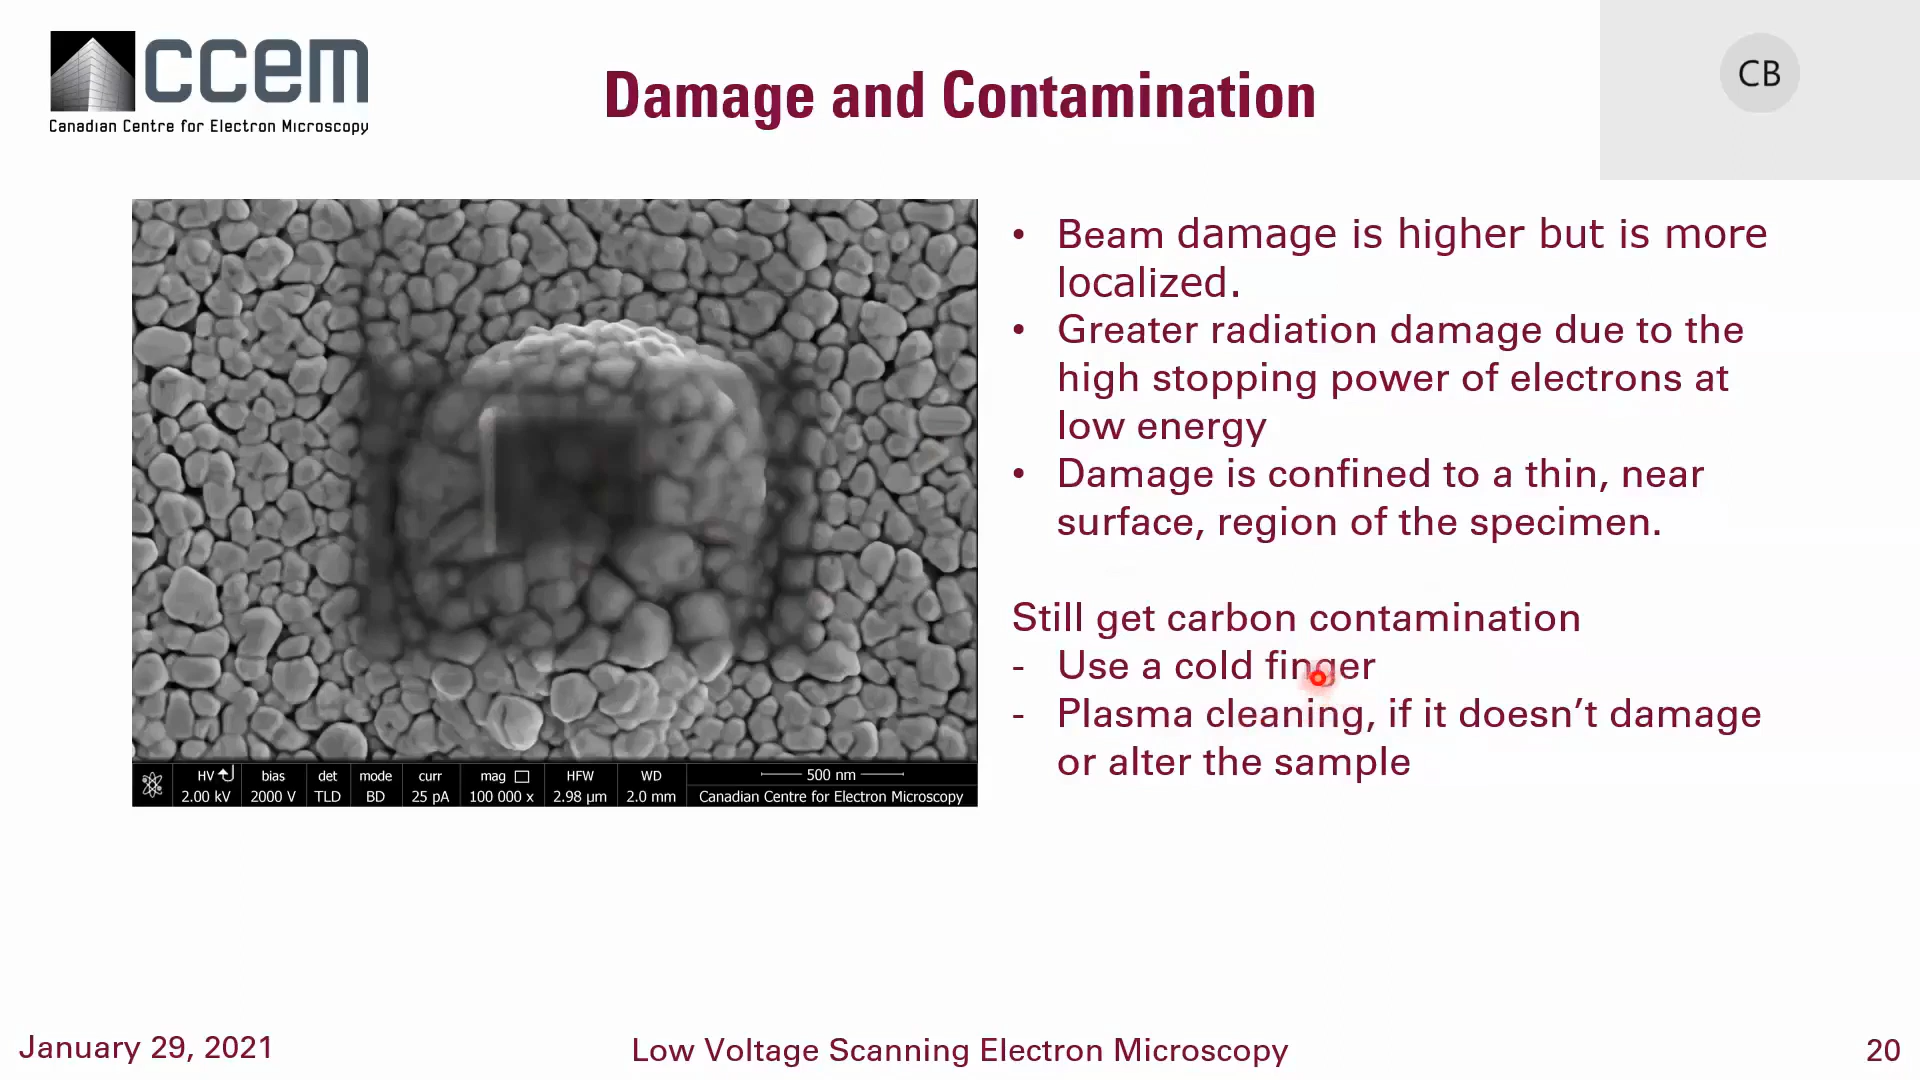 ccem
Canadian Centre for Electron Microscopy
Damage and Contamination
CB
• Beam damage is higher but is more
localized.
• Greater radiation damage due to the
high stopping power of electrons at
low energy
• Damage is confined to a thin, near
surface, region of the specimen.
Still get carbon contamination
- Use a cold finger
- Plasma cleaning, if it doesn’t damage
or alter the sample
HV bias det mode curr mag HFW WD 500 nm
2.00 kV 2000 V TLD BD 25 pA 100 000 x 2.98 µm 2.0 mm Canadian Centre for Electron Microscopy
January 29, 2021 Low Voltage Scanning Electron Microscopy 20